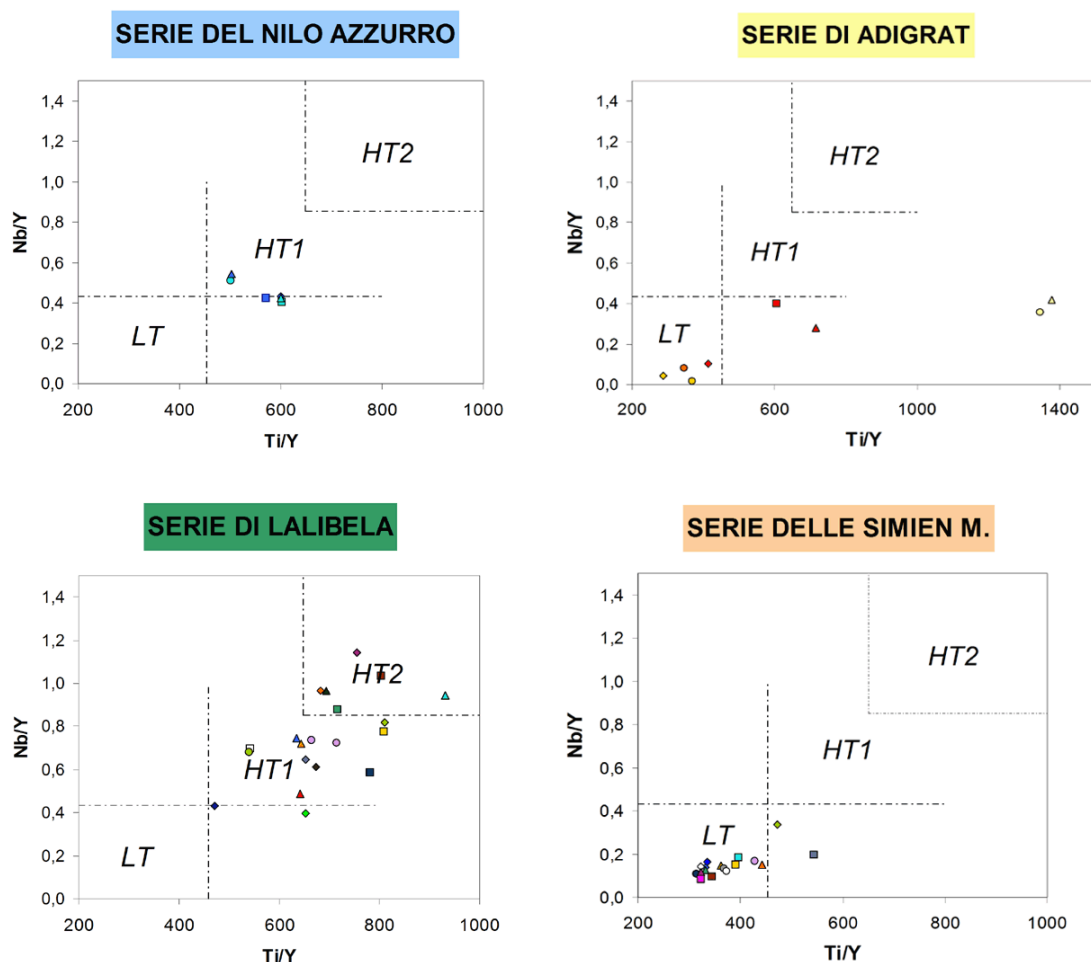 SERIE DEL NILO AZZURRO
1,4
1,2
1,0
0,8
0,6
0,4
0,2
0,0
Nb/Y
HT2
HT1
LT
200 400 600 800 1000
Ti/Y
SERIE DI ADIGRAT
1,4
1,2
1,0
0,8
0,6
0,4
0,2
0,0
Nb/Y
HT2
HT1
LT
200 600 1000 1400
Ti/Y
SERIE DI LALIBELA
1,4
1,2
1,0
0,8
0,6
0,4
0,2
0,0
Nb/Y
HT2
HT1
LT
200 400 600 800 1000
Ti/Y
SERIE DELLE SIMIEN M.
1,4
1,2
1,0
0,8
0,6
0,4
0,2
0,0
Nb/Y
HT2
HT1
LT
200 400 600 800 1000
Ti/Y